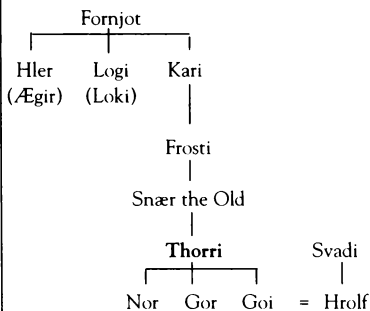 Fornjot
Hler Logi Kari
(Ægir) (Loki)
Frosti
Snær the Old
Thorri Svadi
Nor Gor Goi = Hrolf